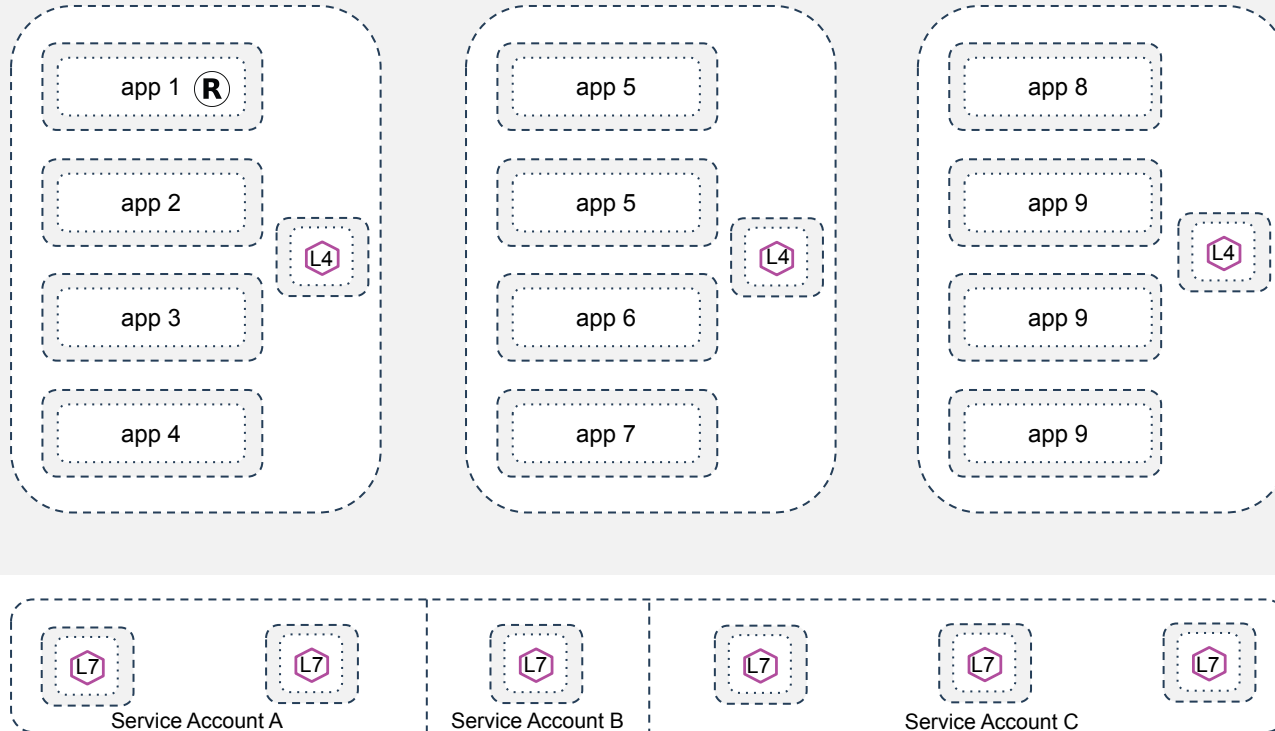 app 1 R
app 2
app 3
app 4
L4
app 5
app 5
app 6
app 7
L4
app 8
app 9
app 9
app 9
L4
L7
L7
Service Account A
L7
Service Account B
L7
L7
L7
Service Account C